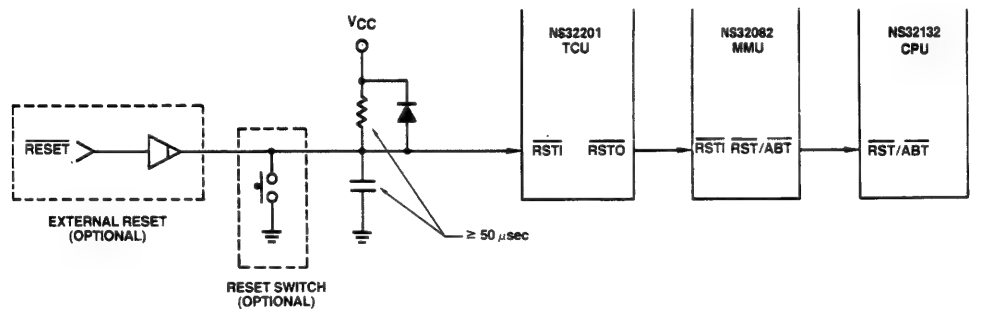 VCC
NS32201
TCU
NS32082
MMU
NS32132
CPU
RESET
RSTI RSTO
RSTI RST/ABT
RST/ABT
EXTERNAL RESET
(OPTIONAL)
≥ 50 μsec
RESET SWITCH
(OPTIONAL)